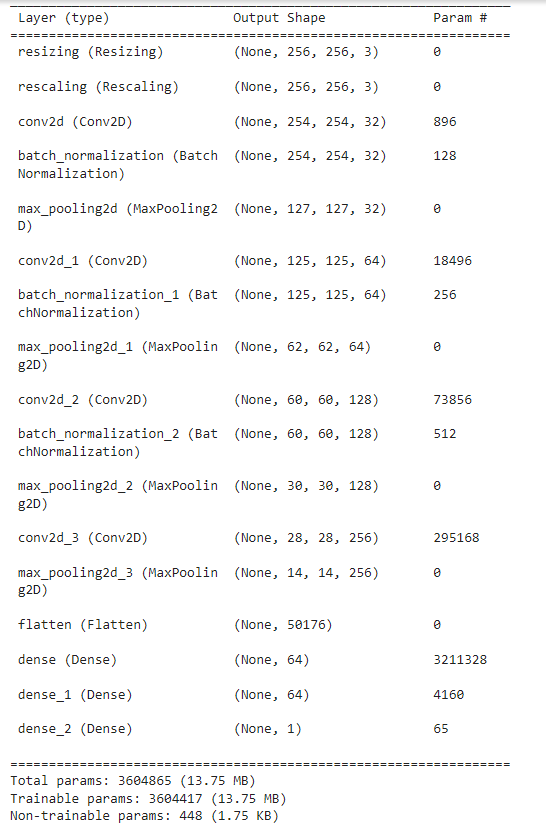 Layer (type) Output Shape Param #
=================================================================
resizing (Resizing) (None, 256, 256, 3) 0
rescaling (Rescaling) (None, 256, 256, 3) 0
conv2d (Conv2D) (None, 254, 254, 32) 896
batch_normalization (Batch (None, 254, 254, 32) 128
Normalization)
max_pooling2d (MaxPooling2 (None, 127, 127, 32) 0
D)
conv2d_1 (Conv2D) (None, 125, 125, 64) 18496
batch_normalization_1 (Bat (None, 125, 125, 64) 256
chNormalization)
max_pooling2d_1 (MaxPoolin (None, 62, 62, 64) 0
g2D)
conv2d_2 (Conv2D) (None, 60, 60, 128) 73856
batch_normalization_2 (Bat (None, 60, 60, 128) 512
chNormalization)
max_pooling2d_2 (MaxPoolin (None, 30, 30, 128) 0
g2D)
conv2d_3 (Conv2D) (None, 28, 28, 256) 295168
max_pooling2d_3 (MaxPoolin (None, 14, 14, 256) 0
g2D)
flatten (Flatten) (None, 50176) 0
dense (Dense) (None, 64) 3211328
dense_1 (Dense) (None, 64) 4160
dense_2 (Dense) (None, 1) 65
=================================================================
Total params: 3604865 (13.75 MB)
Trainable params: 3604417 (13.75 MB)
Non-trainable params: 448 (1.75 KB)